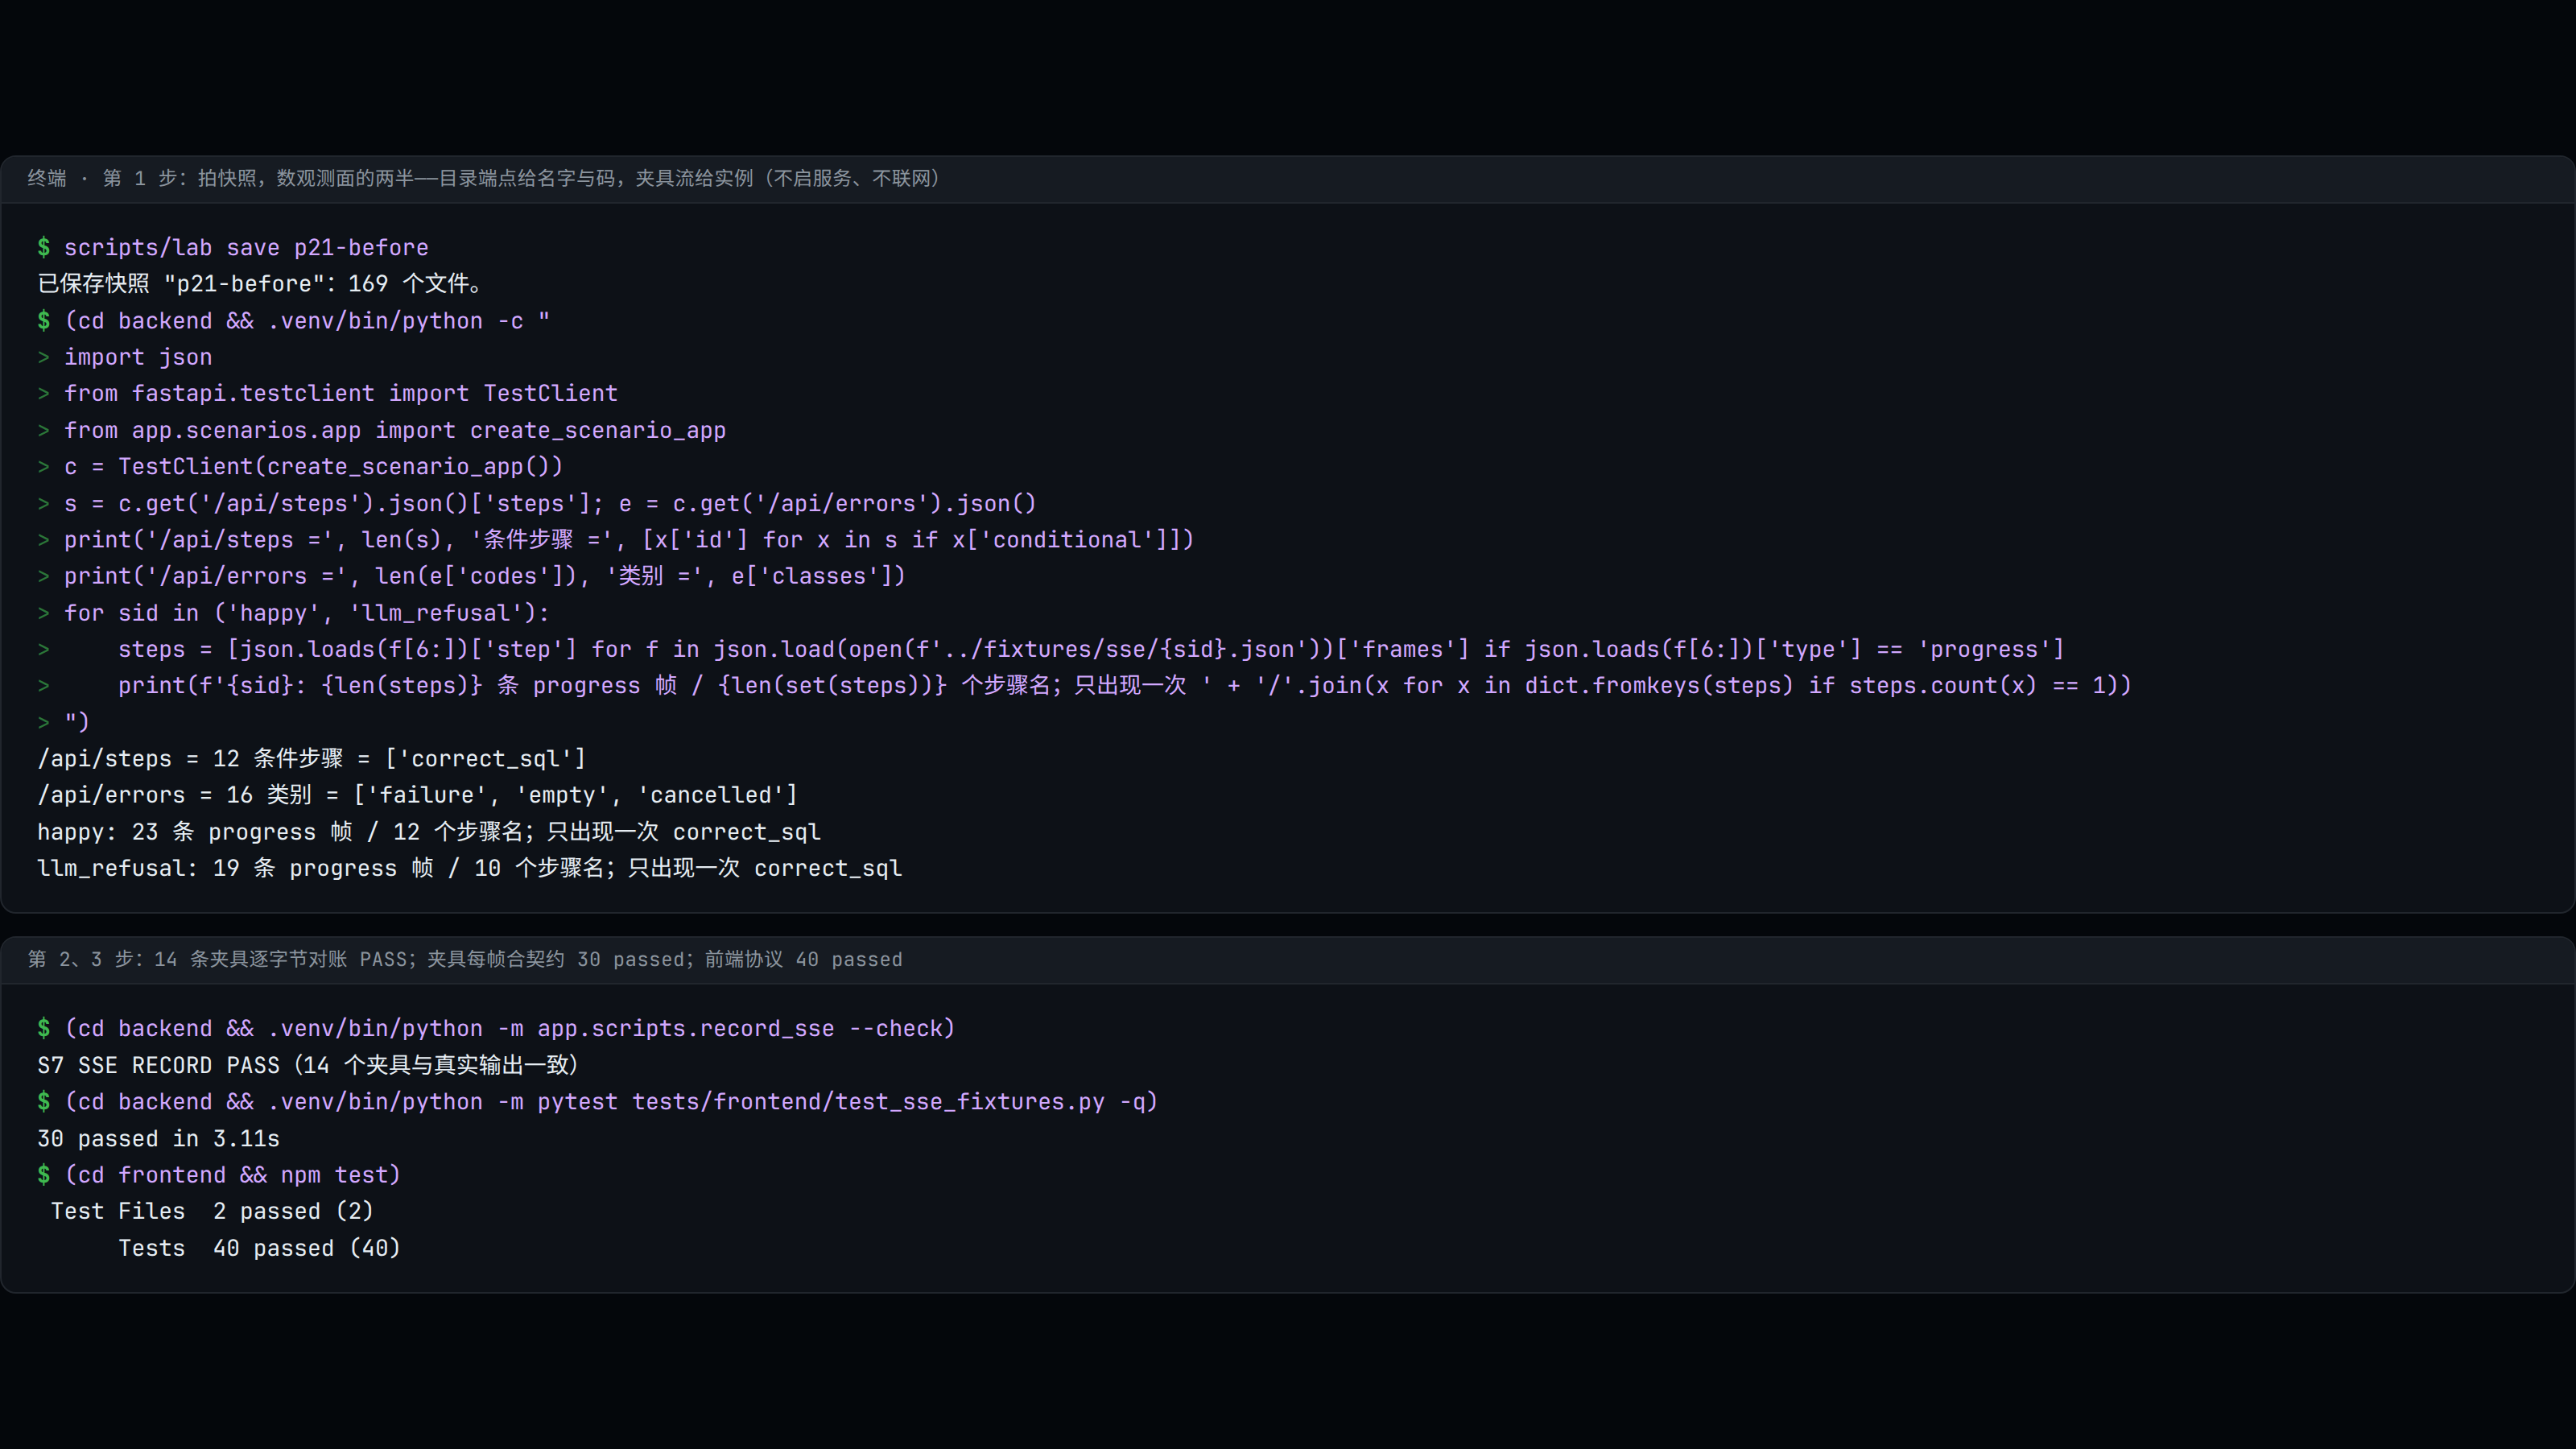 终端 · 第 1 步：拍快照，数观测面的两半——目录端点给名字与码，夹具流给实例（不启服务、不联网）
$ scripts/lab save p21-before
已保存快照 "p21-before"：169 个文件。
$ (cd backend && .venv/bin/python -c "
> import json
> from fastapi.testclient import TestClient
> from app.scenarios.app import create_scenario_app
> c = TestClient(create_scenario_app())
> s = c.get('/api/steps').json()['steps']; e = c.get('/api/errors').json()
> print('/api/steps =', len(s), '条件步骤 =', [x['id'] for x in s if x['conditional']])
> print('/api/errors =', len(e['codes']), '类别 =', e['classes'])
> for sid in ('happy', 'llm_refusal'):
>     steps = [json.loads(f[6:])['step'] for f in json.load(open(f'../fixtures/sse/{sid}.json'))['frames'] if json.loads(f[6:])['type'] == 'progress']
>     print(f'{sid}: {len(steps)} 条 progress 帧 / {len(set(steps))} 个步骤名；只出现一次 ' + '/'.join(x for x in dict.fromkeys(steps) if steps.count(x) == 1))
> ")
/api/steps = 12 条件步骤 = ['correct_sql']
/api/errors = 16 类别 = ['failure', 'empty', 'cancelled']
happy: 23 条 progress 帧 / 12 个步骤名；只出现一次 correct_sql
llm_refusal: 19 条 progress 帧 / 10 个步骤名；只出现一次 correct_sql
第 2、3 步：14 条夹具逐字节对账 PASS；夹具每帧合契约 30 passed；前端协议 40 passed
$ (cd backend && .venv/bin/python -m app.scripts.record_sse --check)
S7 SSE RECORD PASS（14 个夹具与真实输出一致）
$ (cd backend && .venv/bin/python -m pytest tests/frontend/test_sse_fixtures.py -q)
30 passed in 3.11s
$ (cd frontend && npm test)
Test Files  2 passed (2)
Tests  40 passed (40)